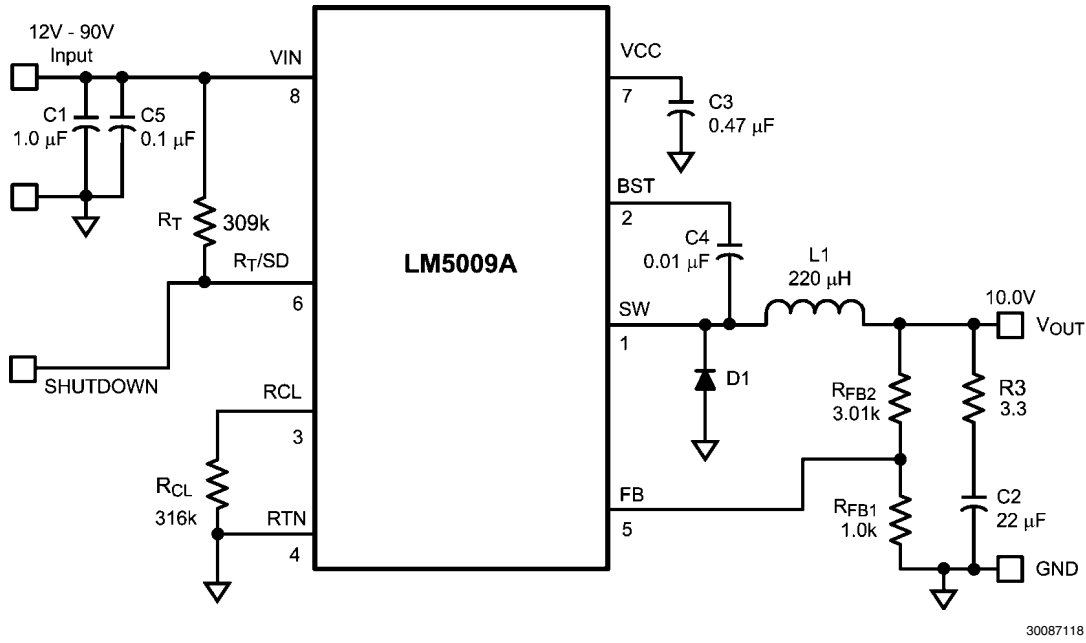 12V - 90V
Input
VIN
8
C1
1.0 µF
C5
0.1 µF
RT
309k
RT/SD
6
SHUTDOWN
RCL
3
RCL
316k
RTN
4
LM5009A
VCC
7
C3
0.47 µF
BST
2
C4
0.01 µF
L1
220 µH
SW
1
D1
10.0V
VOUT
RFB2
3.01k
R3
3.3
FB
5
RFB1
1.0k
C2
22 µF
GND
30087118